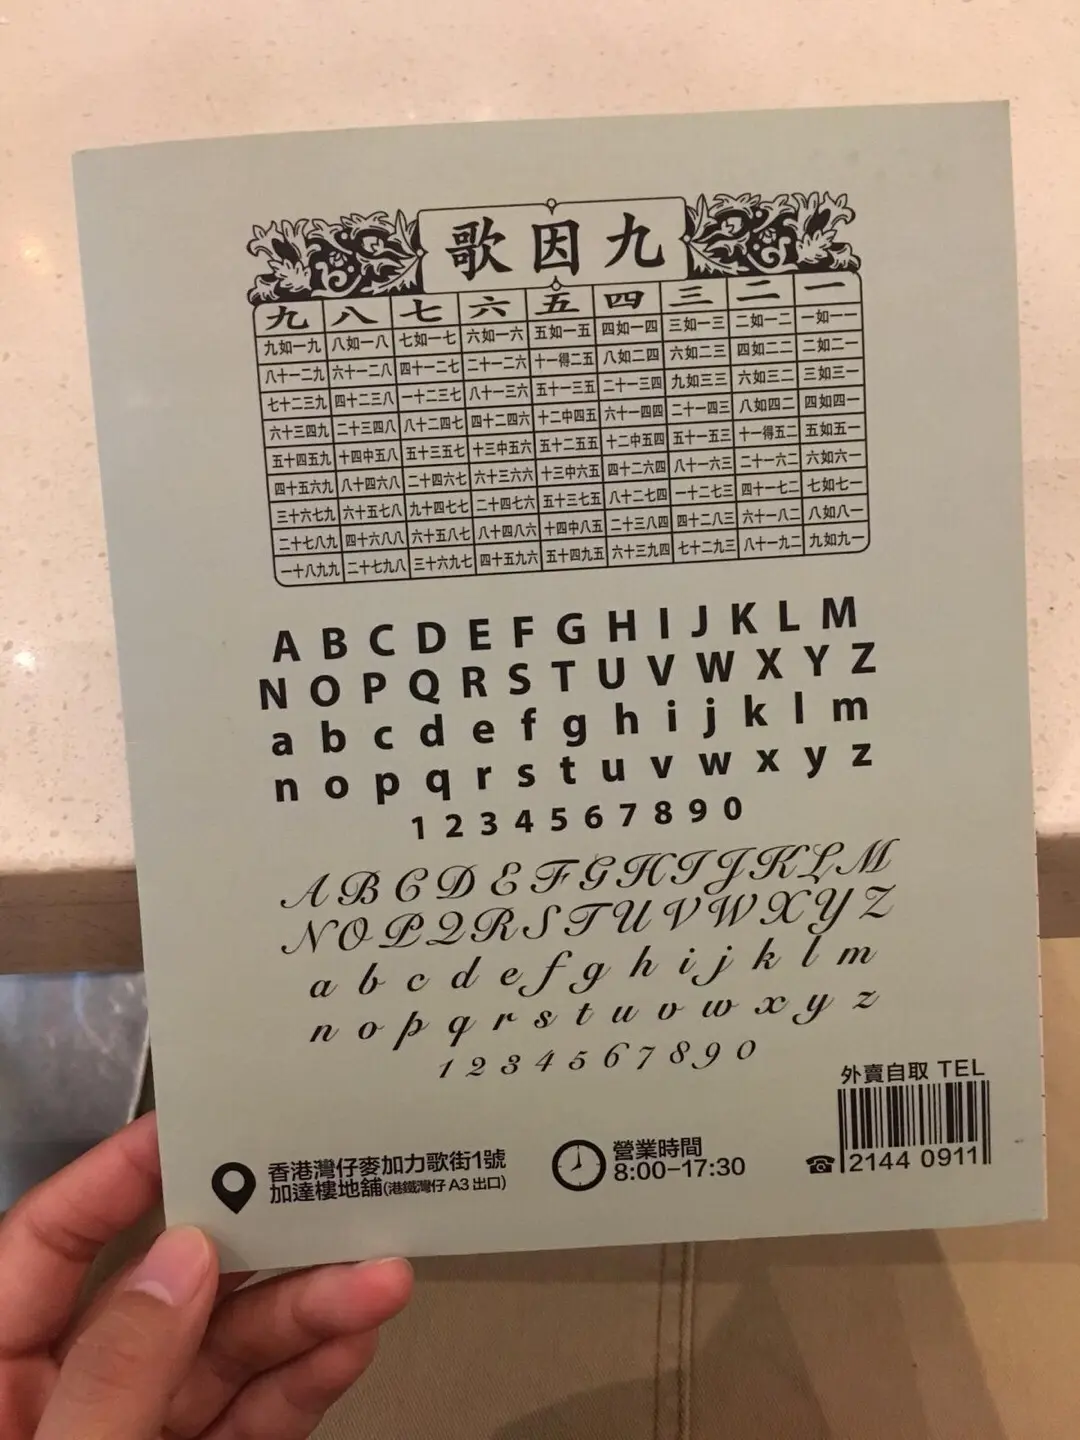 九因歌
一 二 三 四 五 六 七 八 九
一一如一 二一如二 三一如三 四一如四 五一如五 六一如六 七一如七 八一如八 九一如九
一二如二 二二如四 三二如六 四二如八 五二得一十 六二一十二 七二一十四 八二一十六 九二一十八
一三如三 二三如六 三三如九 四三一十二 五三一十五 六三一十八 七三二十一 八三二十四 九三二十七
一四如四 二四如八 三四一十二 四四一十六 五四中二十 六四二十四 七四二十八 八四三十二 九四三十六
一五如五 二五得一十 三五一十五 四五中二十 五五二十五 六五中三十 七五三十五 八五中四十 九五四十五
一六如六 二六一十二 三六一十八 四六二十四 五六中三十 六六三十六 七六四十二 八六四十八 九六五十四
一七如七 二七一十四 三七二十一 四七二十八 五七三十五 六七四十二 七七四十九 八七五十六 九七六十三
一八如八 二八一十六 三八二十四 四八三十二 五八中四十 六八四十八 七八五十六 八八六十四 九八七十二
一九如九 二九一十八 三九二十七 四九三十六 五九四十五 六九五十四 七九六十三 八九七十二 九九八十一
A B C D E F G H I J K L M
N O P Q R S T U V W X Y Z
a b c d e f g h i j k l m
n o p q r s t u v w x y z
1 2 3 4 5 6 7 8 9 0
A B C D E F G H I J K L M
N O P Q R S T U V W X Y Z
a b c d e f g h i j k l m
n o p q r s t u v w x y z
1 2 3 4 5 6 7 8 9 0
香港灣仔麥加力歌街1號
加達樓地舖(港鐵灣仔 A3 出口)
營業時間
8:00-17:30
外賣自取 TEL
2144 0911